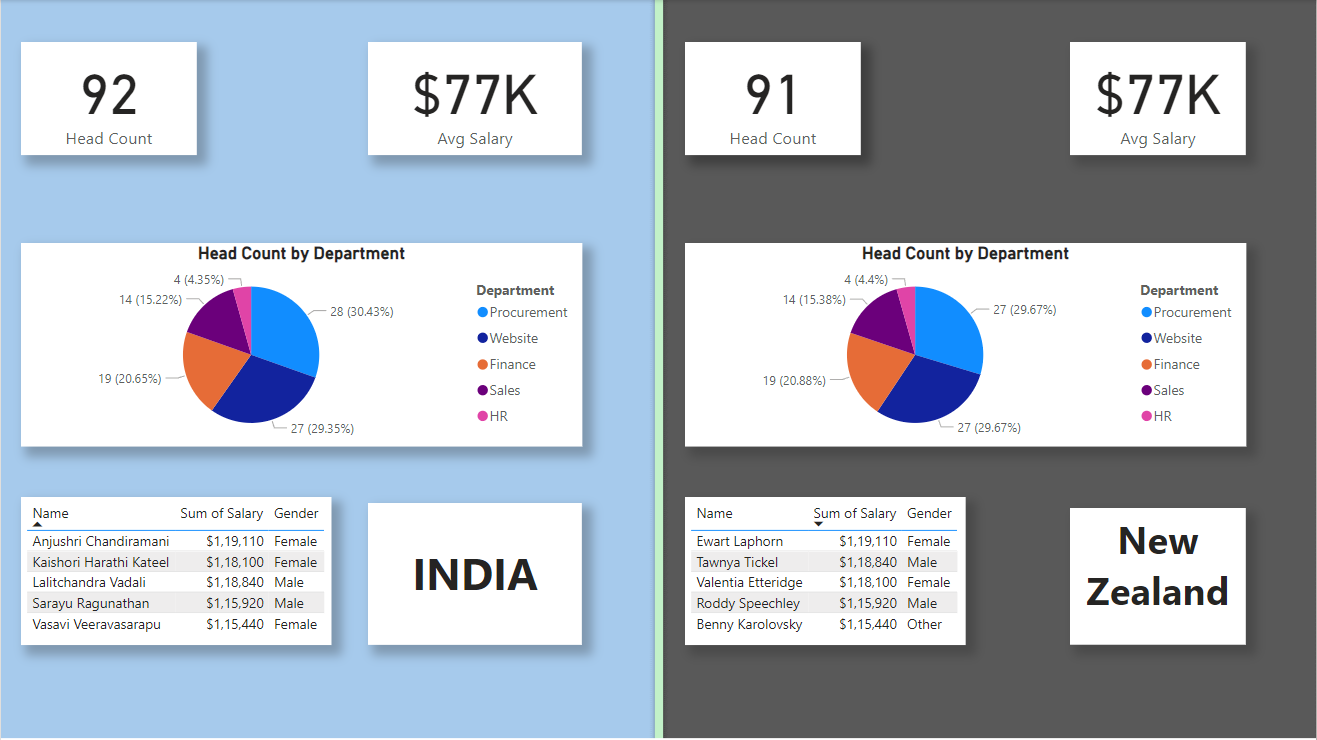 92
Head Count
$77K
Avg Salary
Head Count by Department
4 (4.35%)
14 (15.22%)
28 (30.43%)
19 (20.65%)
27 (29.35%)
Department
Procurement
Website
Finance
Sales
HR
Name Sum of Salary Gender
Anjushri Chandiramani $1,19,110 Female
Kaishori Harathi Kateel $1,18,100 Female
Lalitchandra Vadali $1,18,840 Male
Sarayu Ragunathan $1,15,920 Male
Vasavi Veeravasarapu $1,15,440 Female
INDIA
91
Head Count
$77K
Avg Salary
Head Count by Department
4 (4.4%)
14 (15.38%)
27 (29.67%)
19 (20.88%)
27 (29.67%)
Department
Procurement
Website
Finance
Sales
HR
Name Sum of Salary Gender
Ewart Laphorn $1,19,110 Female
Tawnya Tickel $1,18,840 Male
Valentia Etteridge $1,18,100 Female
Roddy Speechley $1,15,920 Male
Benny Karolovsky $1,15,440 Other
New
Zealand